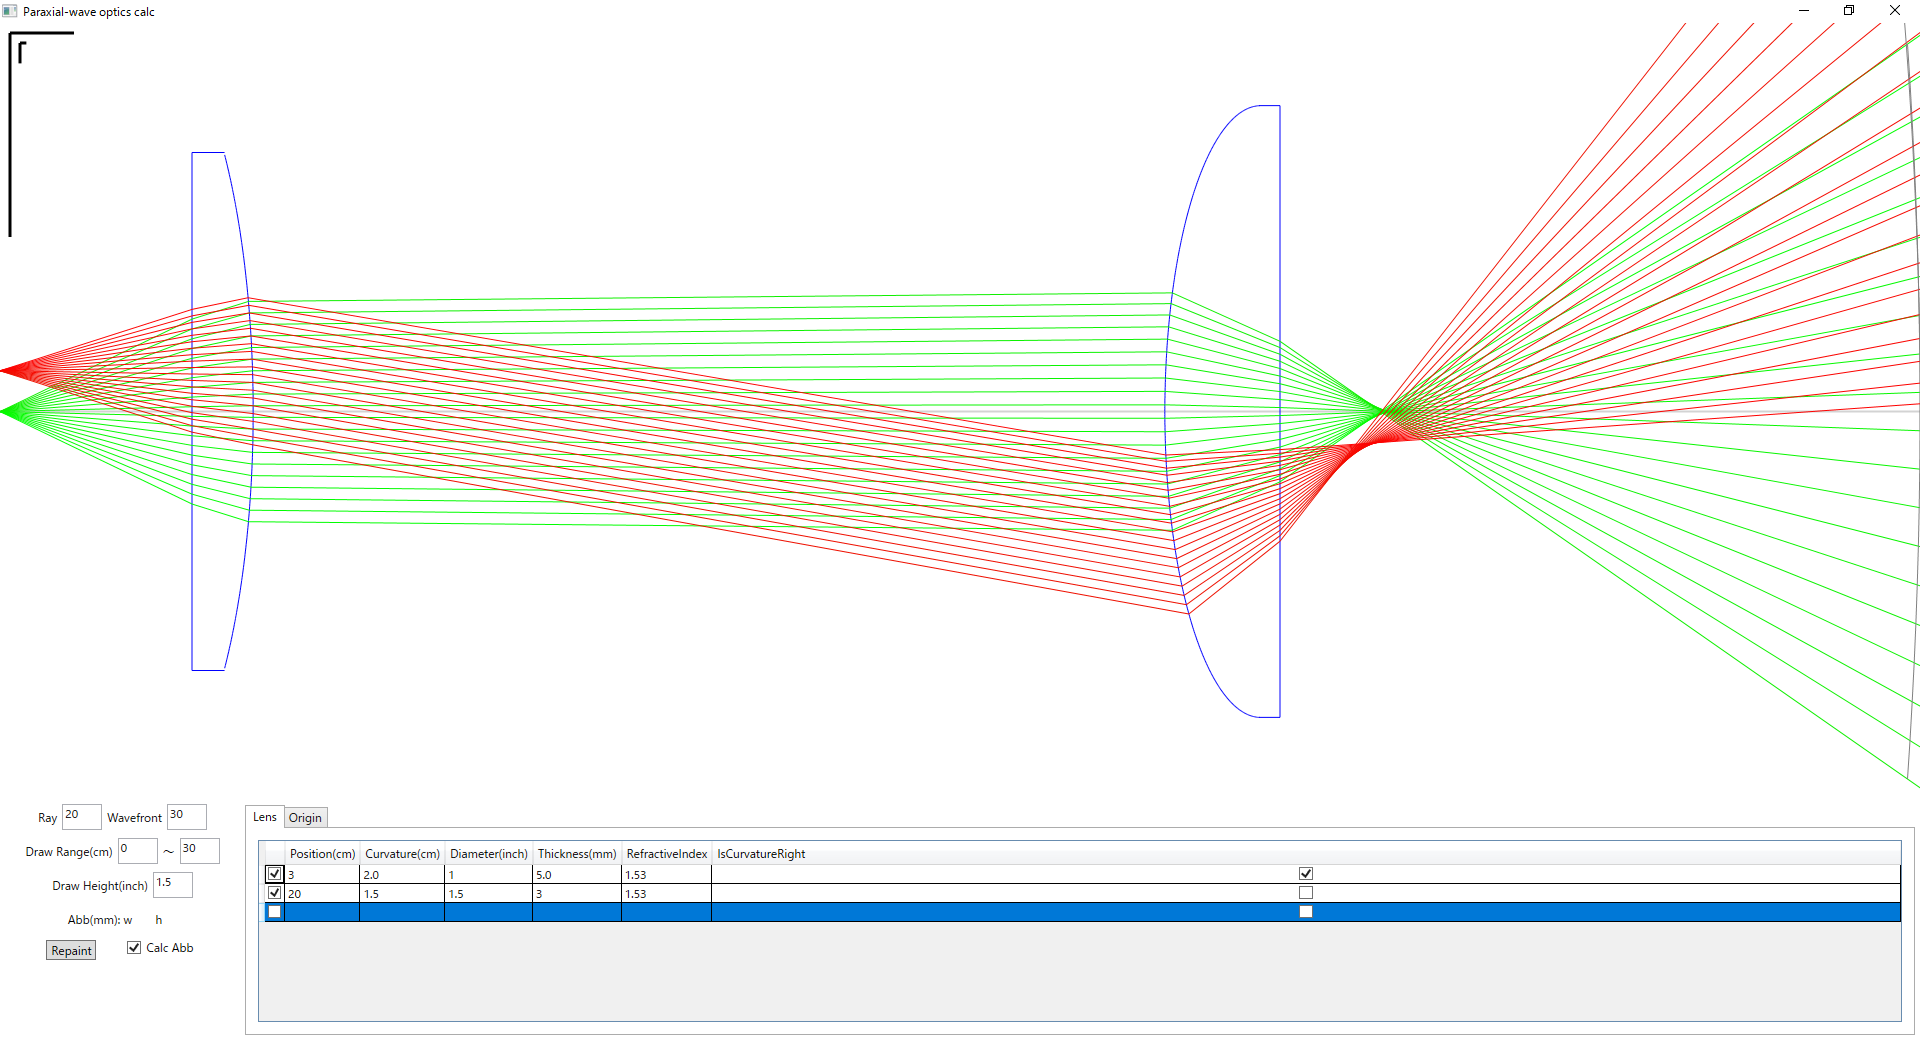 Paraxial-wave optics calc
Ray 20 Wavefront 30
Draw Range(cm) 0 ～ 30
Draw Height(inch) 1.5
Abb(mm): w h
Repaint Calc Abb
Lens Origin
Position(cm) Curvature(cm) Diameter(inch) Thickness(mm) RefractiveIndex IsCurvatureRight
3 2.0 1 5.0 1.53
20 1.5 1.5 3 1.53